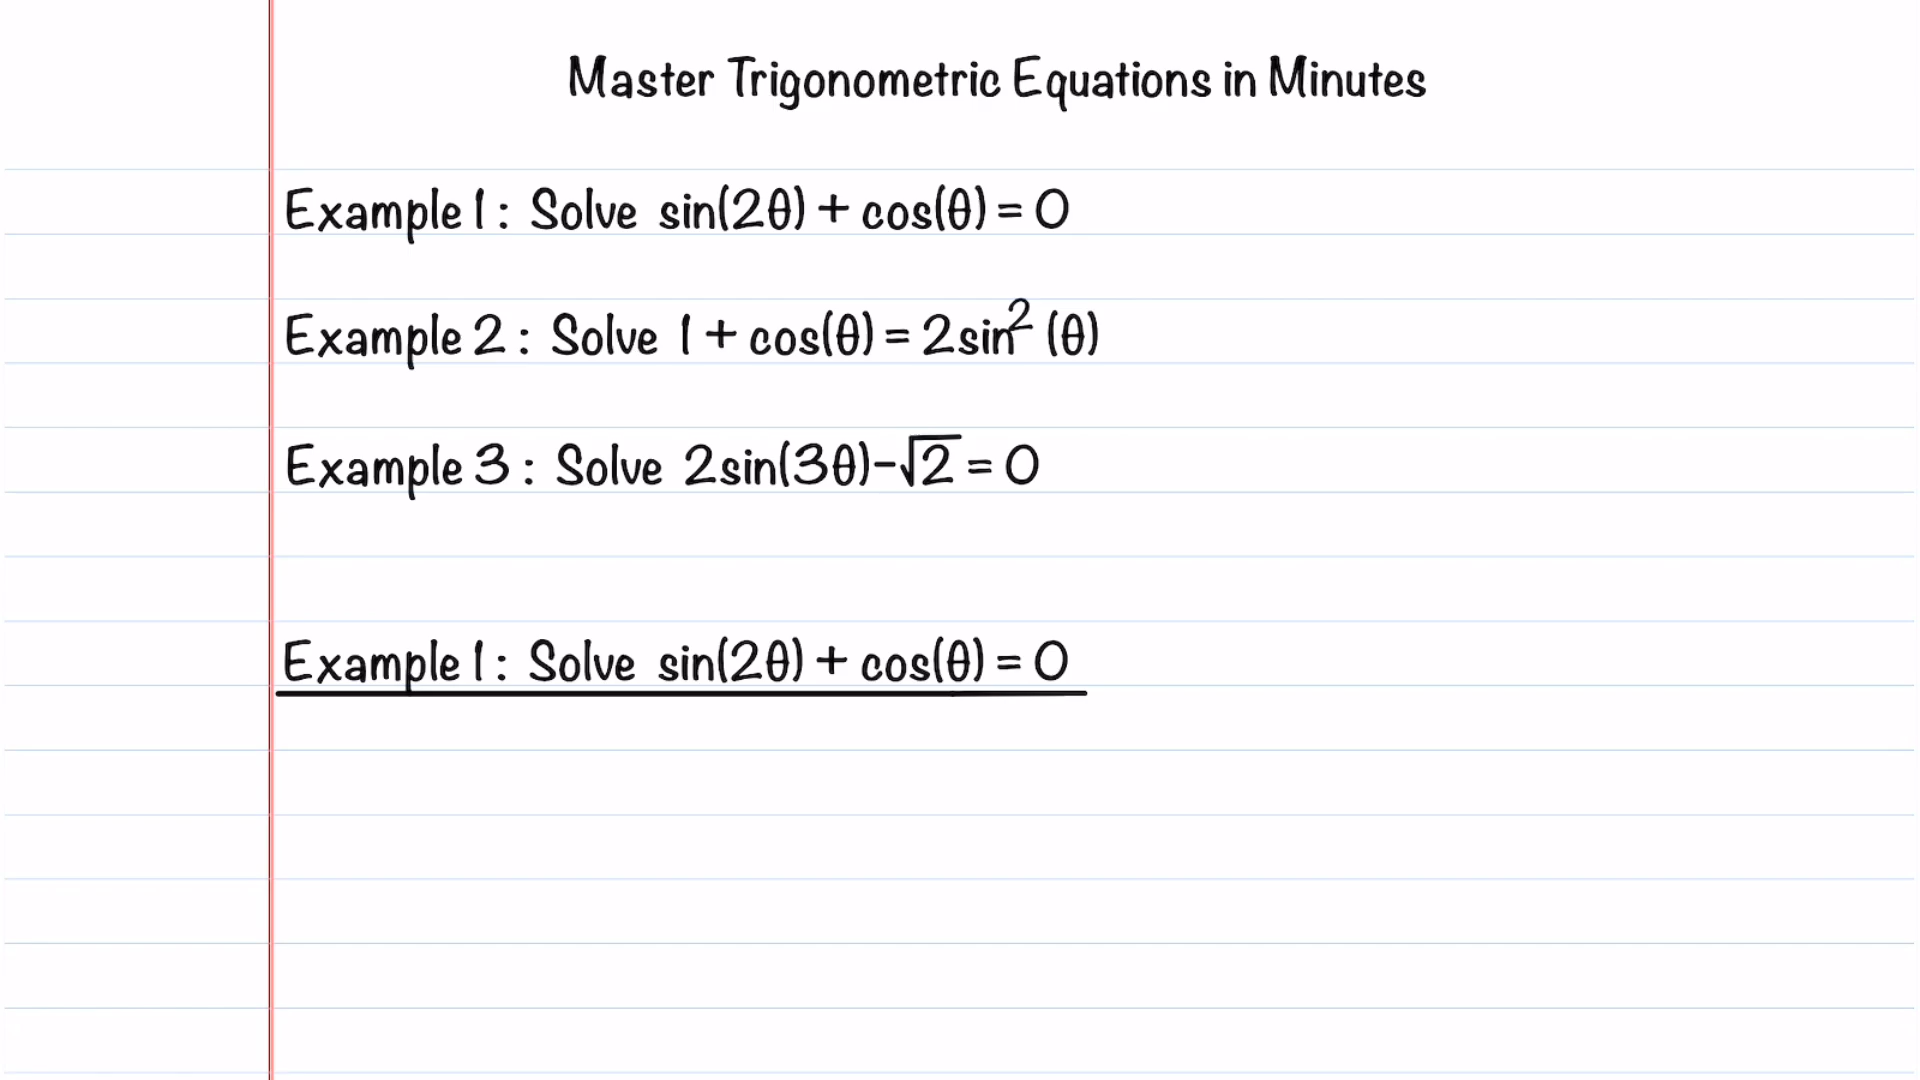 Master Trigonometric Equations in Minutes
Example 1: Solve sin(2θ) + cos(θ) = 0
Example 2: Solve 1 + cos(θ) = 2sin² (θ)
Example 3: Solve 2sin(3θ)-√2 = 0
Example 1: Solve sin(2θ) + cos(θ) = 0